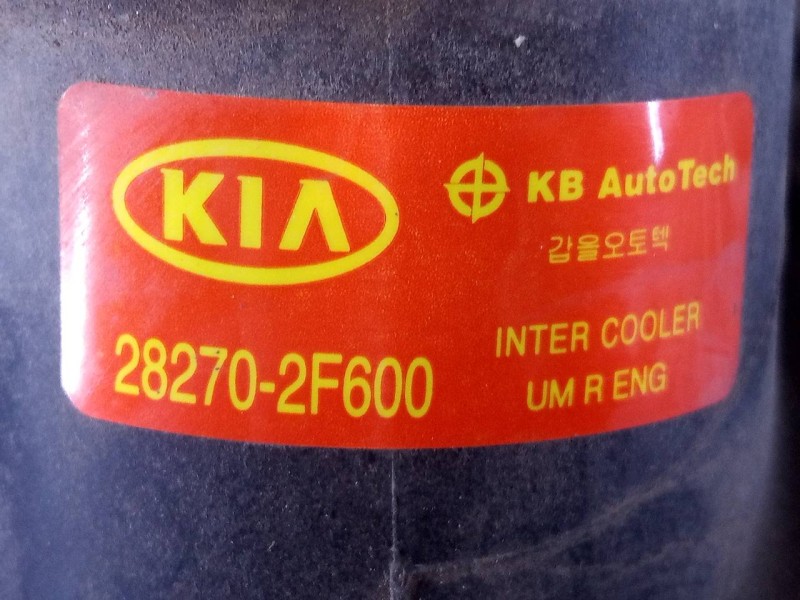 KIA
28270-2F600
KB AutoTech
갑을오토텍
INTER COOLER
UM R ENG